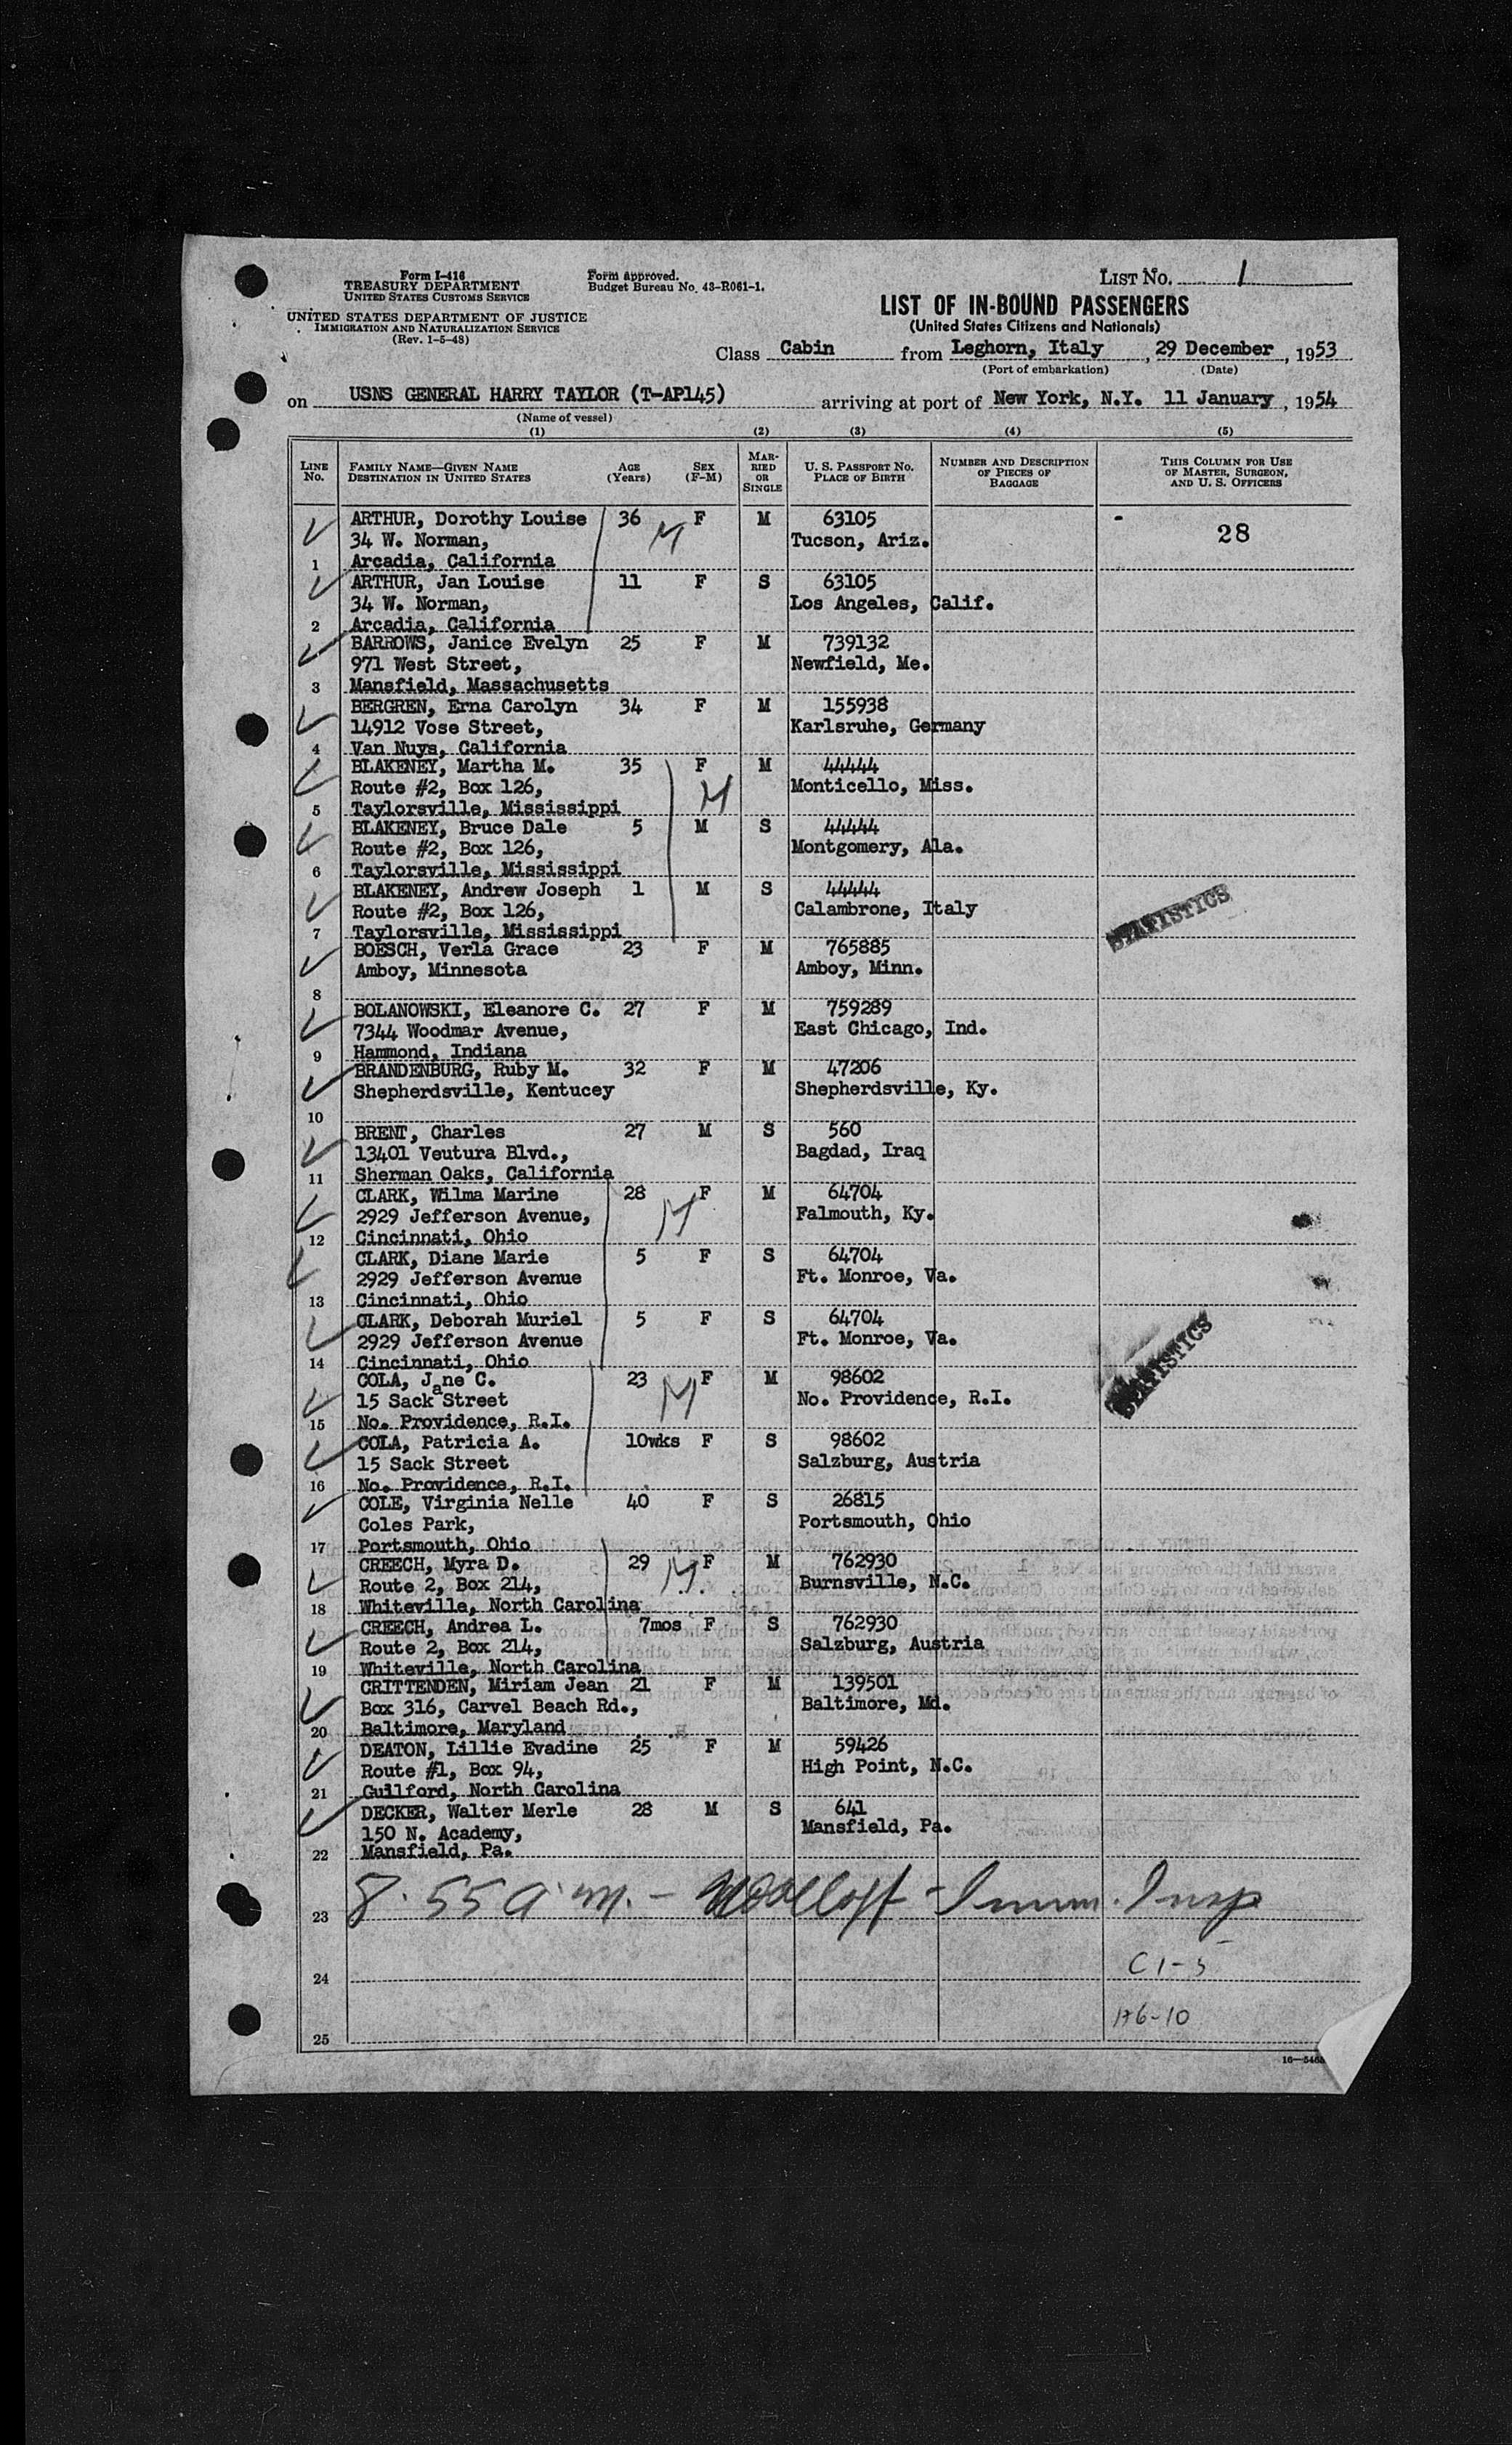 Form I-416
TREASURY DEPARTMENT
UNITED STATES CUSTOMS SERVICE
UNITED STATES DEPARTMENT OF JUSTICE
IMMIGRATION AND NATURALIZATION SERVICE
(Rev. 1-5-48)
Form approved.
Budget Bureau No. 43-R061-1.
LIST NO. 1
LIST OF IN-BOUND PASSENGERS
(United States Citizens and Nationals)
Class Cabin from Leghorn, Italy, 29 December, 1953
(Port of embarkation) (Date)
on USNS GENERAL HARRY TAYLOR (T-AP145) arriving at port of New York, N.Y. 11 January, 1954
(Name of vessel)
(1) (2) (3) (4) (5)
LINE NO. FAMILY NAME—GIVEN NAME DESTINATION IN UNITED STATES AGE (Years) SEX (F-M) MARRIED OR SINGLE U. S. PASSPORT NO. PLACE OF BIRTH NUMBER AND DESCRIPTION OF PIECES OF BAGGAGE THIS COLUMN FOR USE OF MASTER, SURGEON, AND U. S. OFFICERS
ARTHUR, Dorothy Louise 36 M F M 63105 28
34 W. Norman, Tucson, Ariz.
1 Arcadia, California
ARTHUR, Jan Louise 11 F S 63105
34 W. Norman, Los Angeles, Calif.
2 Arcadia, California
BARROWS, Janice Evelyn 25 F M 739132
971 West Street, Newfield, Me.
3 Mansfield, Massachusetts
BERGREN, Erna Carolyn 34 F M 155938
14912 Vose Street, Karlsruhe, Germany
4 Van Nuys, California
BLAKENEY, Martha M. 35 F M 44444
Route #2, Box 126, M Monticello, Miss.
5 Taylorsville, Mississippi
BLAKENEY, Bruce Dale 5 M S 44444
Route #2, Box 126, Montgomery, Ala.
6 Taylorsville, Mississippi
BLAKENEY, Andrew Joseph 1 M S 44444
Route #2, Box 126, Calambrone, Italy STATISTICS
7 Taylorsville, Mississippi
BOESCH, Verla Grace 23 F M 765885
Amboy, Minnesota Amboy, Minn.
8
BOLANOWSKI, Eleanore C. 27 F M 759289
7344 Woodmar Avenue, East Chicago, Ind.
9 Hammond, Indiana
BRANDENBURG, Ruby M. 32 F M 47206
Shepherdsville, Kentucey Shepherdsville, Ky.
10
BRENT, Charles 27 M S 560
13401 Veutura Blvd., Bagdad, Iraq
11 Sherman Oaks, California
CLARK, Wilma Marine 28 F M 64704
2929 Jefferson Avenue, M Falmouth, Ky.
12 Cincinnati, Ohio
CLARK, Diane Marie 5 F S 64704
2929 Jefferson Avenue Ft. Monroe, Va.
13 Cincinnati, Ohio
CLARK, Deborah Muriel 5 F S 64704
2929 Jefferson Avenue Ft. Monroe, Va.
14 Cincinnati, Ohio STATISTICS
COLA, Jane C. 23 M F M 98602
15 Sack Street No. Providence, R.I.
15 No. Providence, R.I.
COLA, Patricia A. 10wks F S 98602
15 Sack Street Salzburg, Austria
16 No. Providence, R.I.
COLE, Virginia Nelle 40 F S 26815
Coles Park, Portsmouth, Ohio
17 Portsmouth, Ohio
CREECH, Myra D. 29 M F M 762930
Route 2, Box 214, Burnsville, N.C.
18 Whiteville, North Carolina
CREECH, Andrea L. 7mos F S 762930
Route 2, Box 214, Salzburg, Austria
19 Whiteville, North Carolina
CRITTENDEN, Miriam Jean 21 F M 139501
Box 316, Carvel Beach Rd., Baltimore, Md.
20 Baltimore, Maryland
DEATON, Lillie Evadine 25 F M 59426
Route #1, Box 94, High Point, N.C.
21 Guilford, North Carolina
DECKER, Walter Merle 28 M S 641
150 N. Academy, Mansfield, Pa.
22 Mansfield, Pa.
23 8.55 a.m. - - Imm. Insp
24 C1-5
25